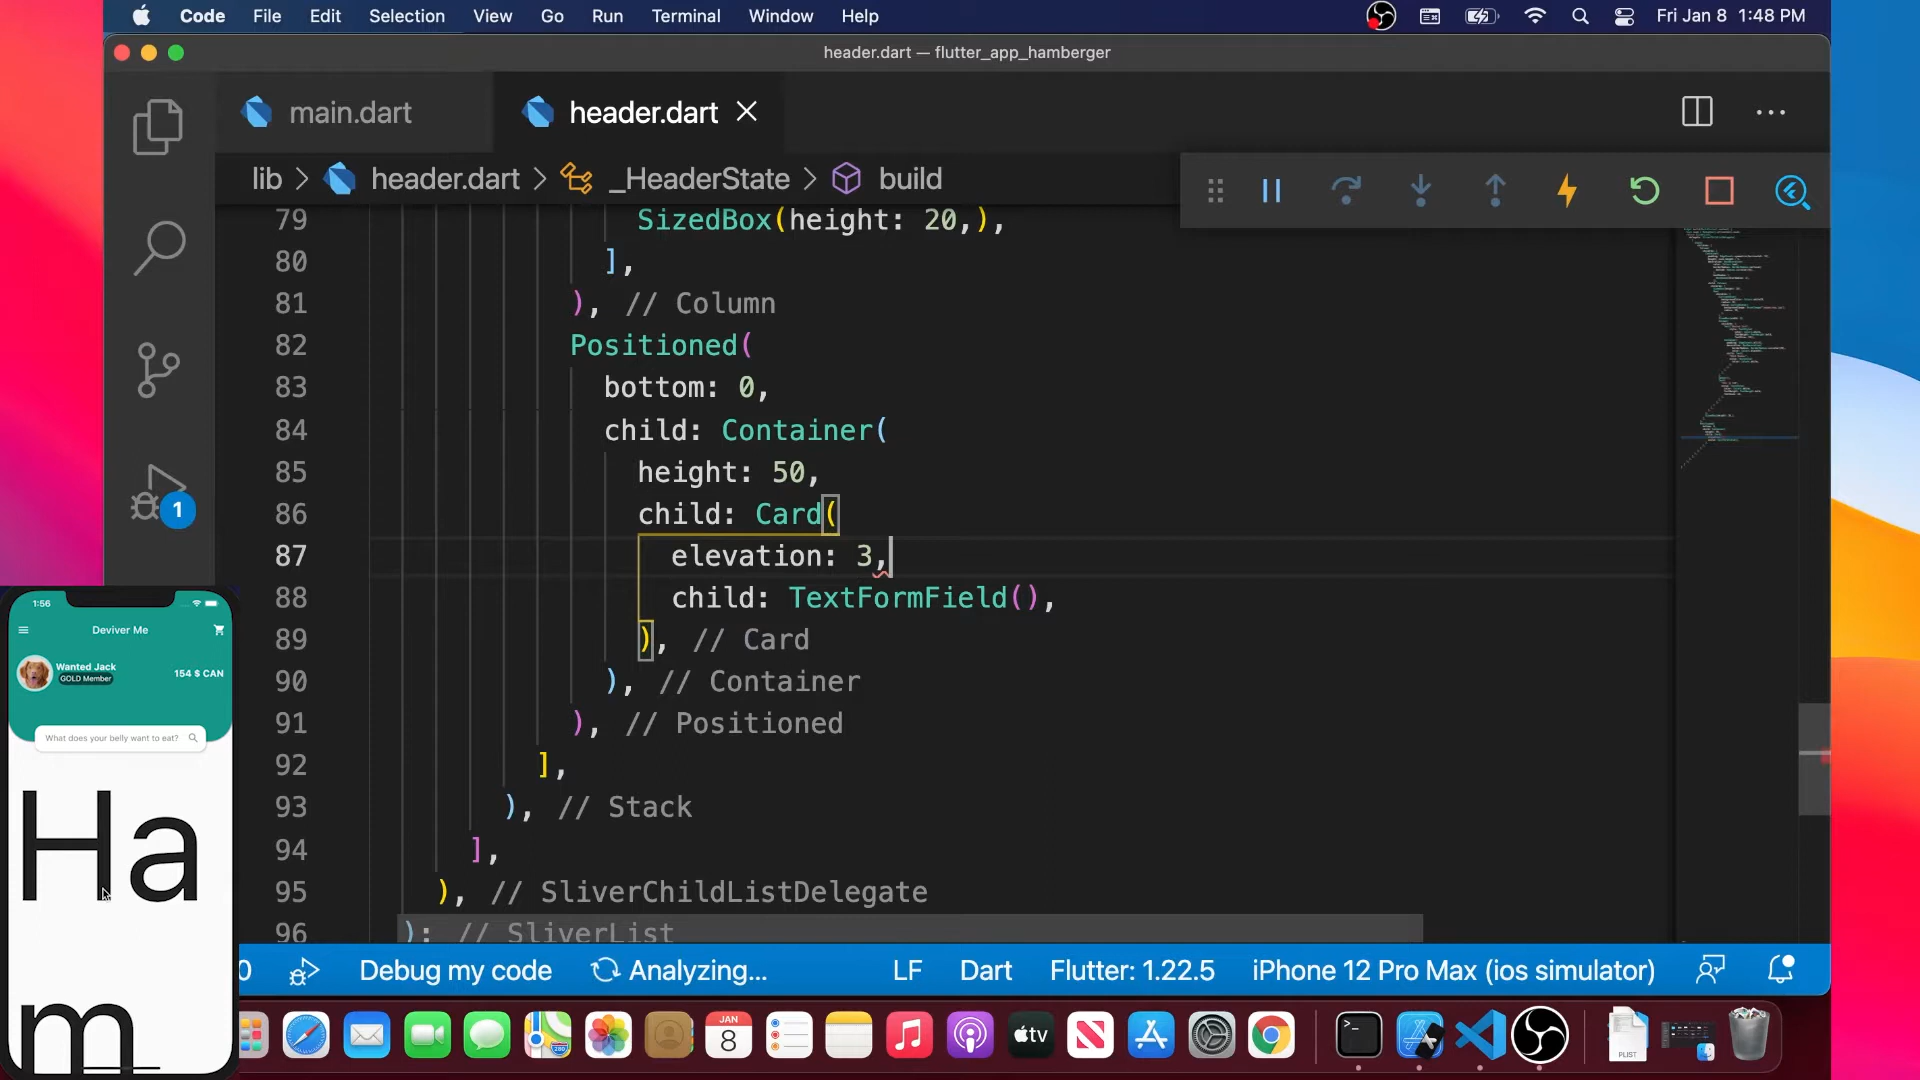 Code File Edit Selection View Go Run Terminal Window Help Fri Jan 8 1:48 PM
header.dart — flutter_app_hamberger
main.dart header.dart
lib > header.dart > _HeaderState > build
79 SizedBox(height: 20,),
80 ],
81 ), // Column
82 Positioned(
83 bottom: 0,
84 child: Container(
85 height: 50,
86 child: Card(
87 elevation: 3,
88 child: TextFormField(),
89 ), // Card
90 ), // Container
91 ), // Positioned
92 ],
93 ), // Stack
94 ],
95 ), // SliverChildListDelegate
96 ); // SliverList
1
1:56
Deviver Me
Wanted Jack
GOLD Member
154 $ CAN
What does your belly want to eat?
Ha
m
0 Debug my code Analyzing... LF Dart Flutter: 1.22.5 iPhone 12 Pro Max (ios simulator)
JAN
8
280
tv
PLIST